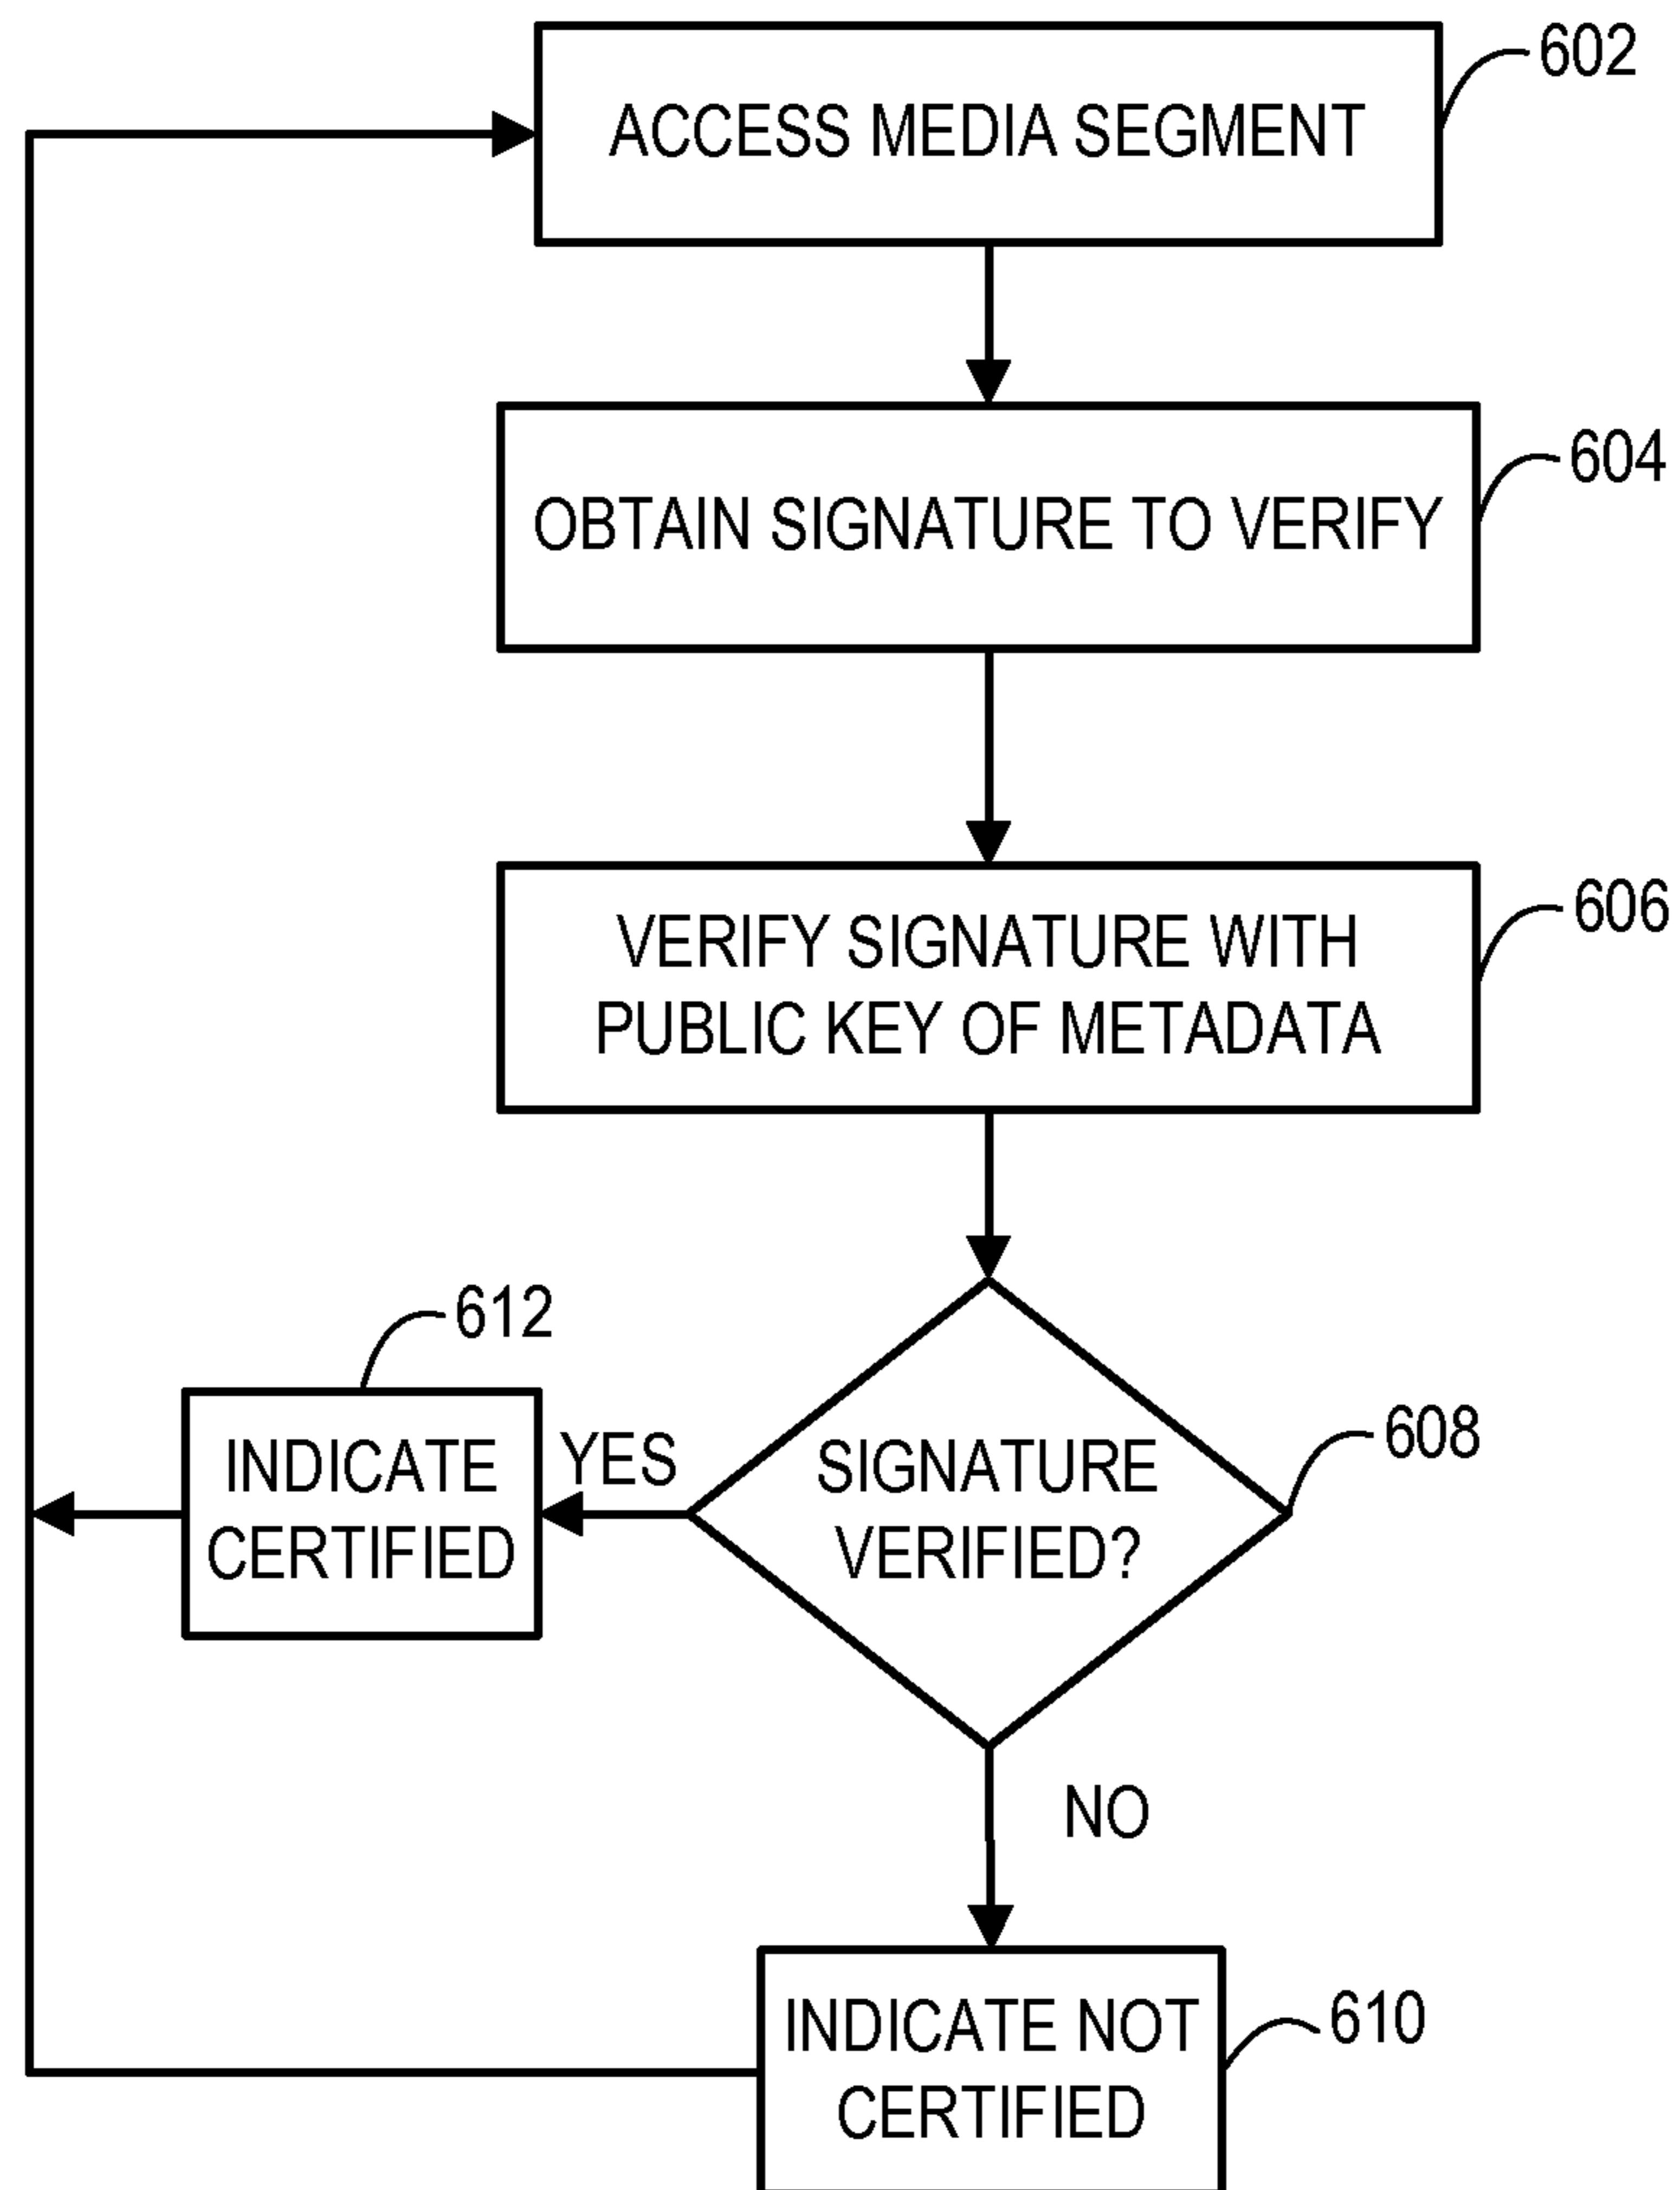 602
ACCESS MEDIA SEGMENT
604
OBTAIN SIGNATURE TO VERIFY
606
VERIFY SIGNATURE WITH
PUBLIC KEY OF METADATA
612
INDICATE
CERTIFIED
YES
608
SIGNATURE
VERIFIED?
NO
610
INDICATE NOT
CERTIFIED